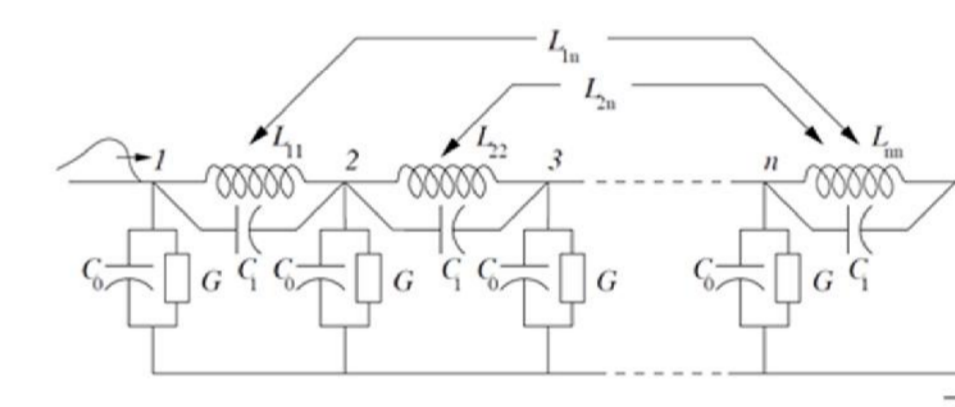 L1n
L2n
1 L11 2 L22 3 n Lnn
C0 G C1 C0 G C1 C0 G C0 G C1